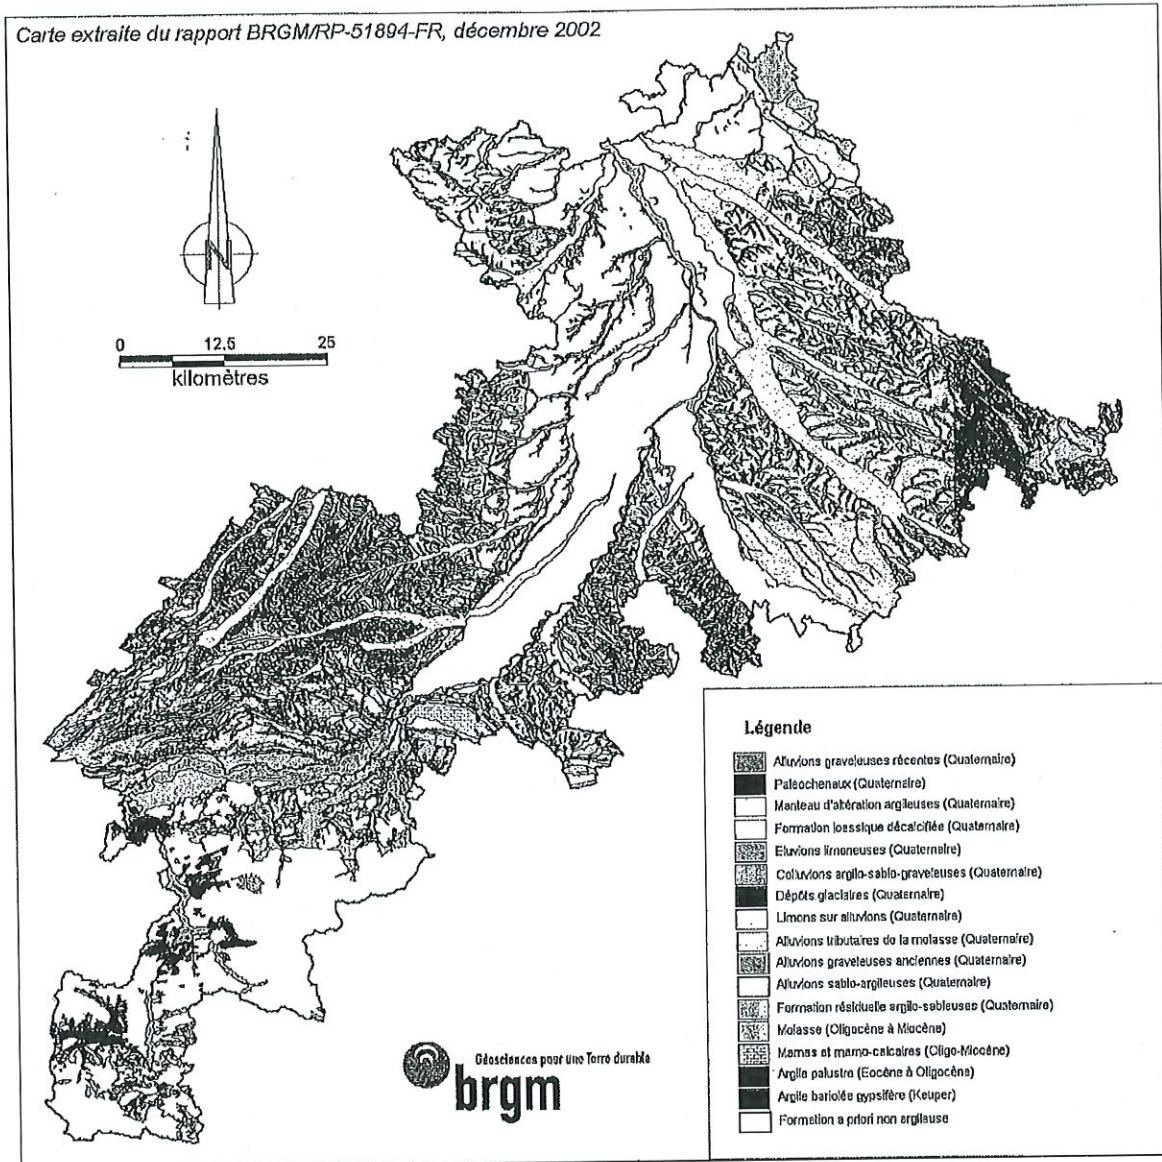 Carte extraite du rapport BRGM/RP-51894-FR, décembre 2002
N
0 12,5 25
kilomètres
Légende
Alluvions graveleuses récentes (Quaternaire)
Paléochenaux (Quaternaire)
Manteau d'altération argileuses (Quaternaire)
Formation loessique décalcifiée (Quaternaire)
Eluvions limoneuses (Quaternaire)
Colluvions argilo-sablo-graveleuses (Quaternaire)
Dépôts glaciaires (Quaternaire)
Limons sur alluvions (Quaternaire)
Alluvions tributaires de la molasse (Quaternaire)
Alluvions graveleuses anciennes (Quaternaire)
Alluvions sablo-argileuses (Quaternaire)
Formation résiduelle argilo-sableuses (Quaternaire)
Molasse (Oligocène à Miocène)
Marnes et marno-calcaires (Oligo-Miocène)
Argile palustre (Eocène à Oligocène)
Argile bariolée gypsifère (Keuper)
Formation a priori non argileuse
Géosciences pour une Terre durable
brgm